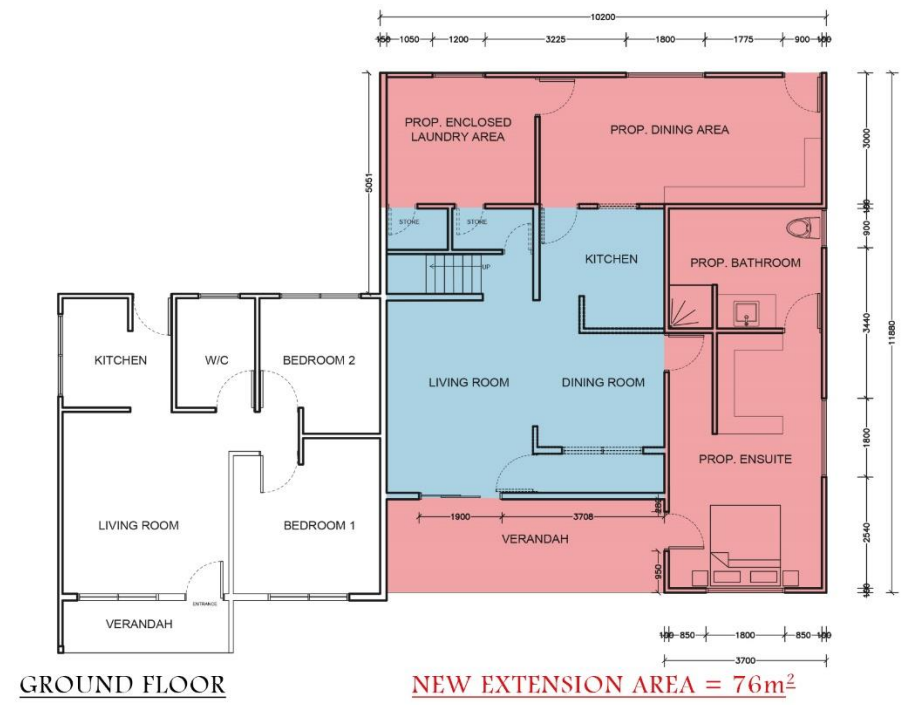 10200
150 1050 1200 3225 1800 1775 900 100
PROP. ENCLOSED
LAUNDRY AREA
PROP. DINING AREA
3000
5051
STORE
STORE
150
900
KITCHEN
PROP. BATHROOM
UP
3440
11880
KITCHEN
W/C
BEDROOM 2
LIVING ROOM
DINING ROOM
1800
PROP. ENSUITE
1900
3708
LIVING ROOM
BEDROOM 1
VERANDAH
2540
950
ENTRANCE
VERANDAH
100 850 1800 850 100
3700
GROUND FLOOR
NEW EXTENSION AREA = 76m²